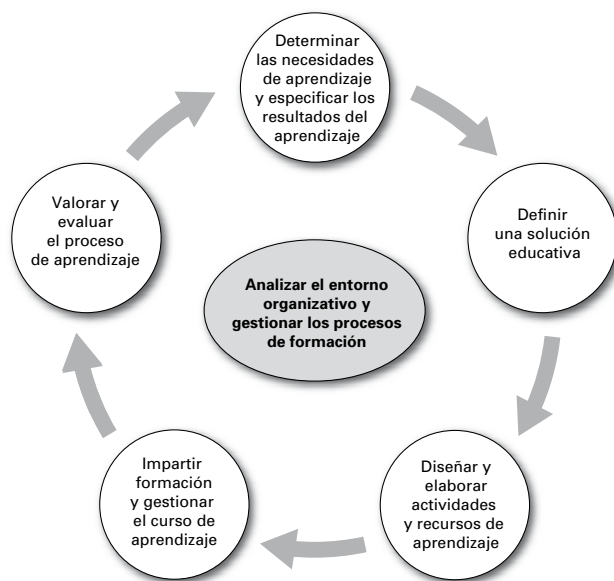 Determinar
las necesidades
de aprendizaje
y especificar los
resultados del
aprendizaje
Definir
una solución
educativa
Diseñar y
elaborar
actividades
y recursos de
aprendizaje
Impartir
formación
y gestionar
el curso de
aprendizaje
Valorar y
evaluar
el proceso
de aprendizaje
Analizar el entorno
organizativo y
gestionar los procesos
de formación